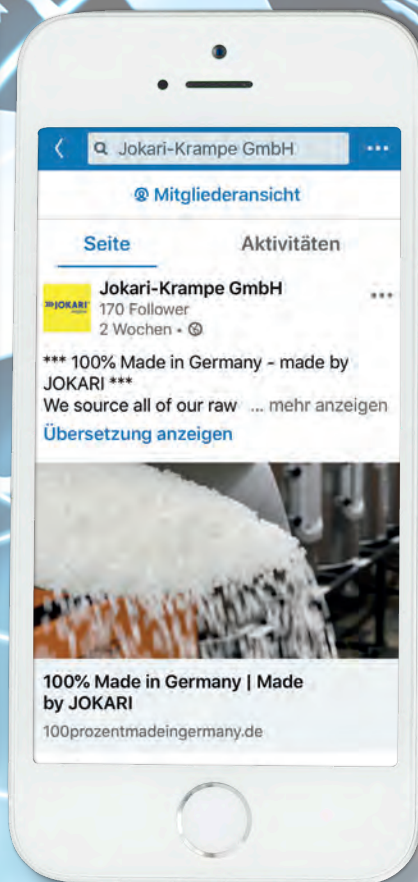 Jokari-Krampe GmbH
Mitgliederansicht
Seite
Aktivitäten
JOKARI
Jokari-Krampe GmbH
170 Follower
2 Wochen •
*** 100% Made in Germany - made by
JOKARI ***
We source all of our raw ... mehr anzeigen
Übersetzung anzeigen
100% Made in Germany | Made
by JOKARI
100prozentmadeingermany.de